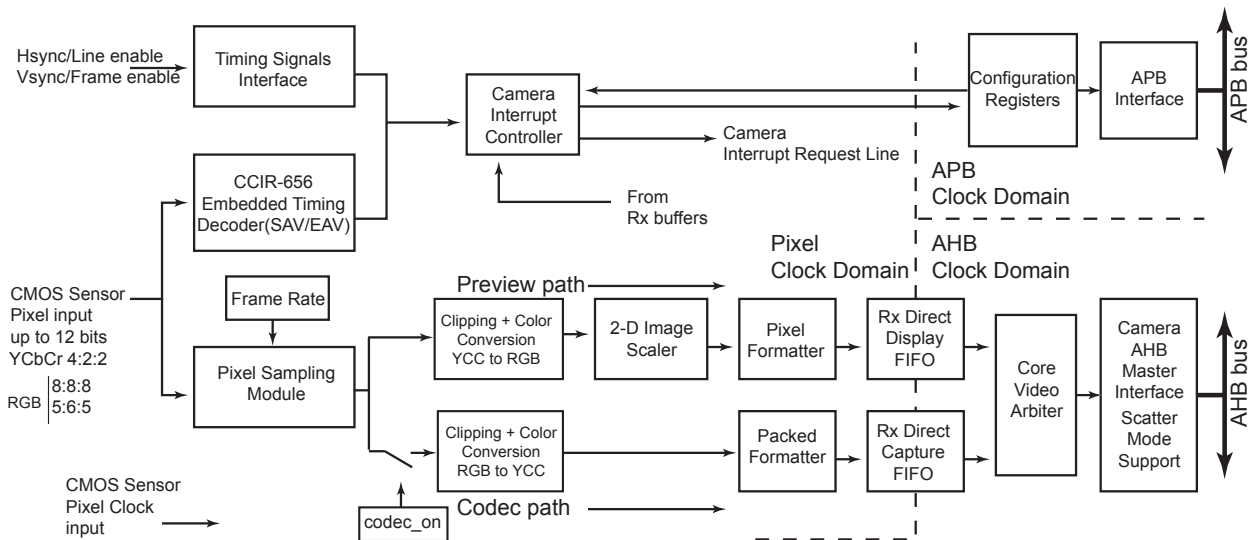 Hsync/Line enable
Vsync/Frame enable
Timing Signals
Interface
Camera
Interrupt
Controller
Configuration
Registers
APB
Interface
APB bus
Camera
Interrupt Request Line
CCIR-656
Embedded Timing
Decoder(SAV/EAV)
From
Rx buffers
APB
Clock Domain
Pixel
Clock Domain
AHB
Clock Domain
CMOS Sensor
Pixel input
up to 12 bits
YCbCr 4:2:2
RGB
8:8:8
5:6:5
Frame Rate
Pixel Sampling
Module
Preview path
Clipping + Color
Conversion
YCC to RGB
2-D Image
Scaler
Pixel
Formatter
Rx Direct
Display
FIFO
Core
Video
Arbiter
Camera
AHB
Master
Interface
Scatter
Mode
Support
AHB bus
Clipping + Color
Conversion
RGB to YCC
Packed
Formatter
Rx Direct
Capture
FIFO
Codec path
codec_on
CMOS Sensor
Pixel Clock
input